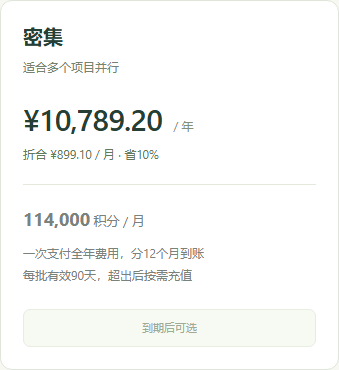 密集
适合多个项目并行
¥10,789.20 / 年
折合 ¥899.10 / 月 · 省10%
114,000 积分 / 月
一次支付全年费用，分12个月到账
每批有效90天，超出后按需充值
到期后可选